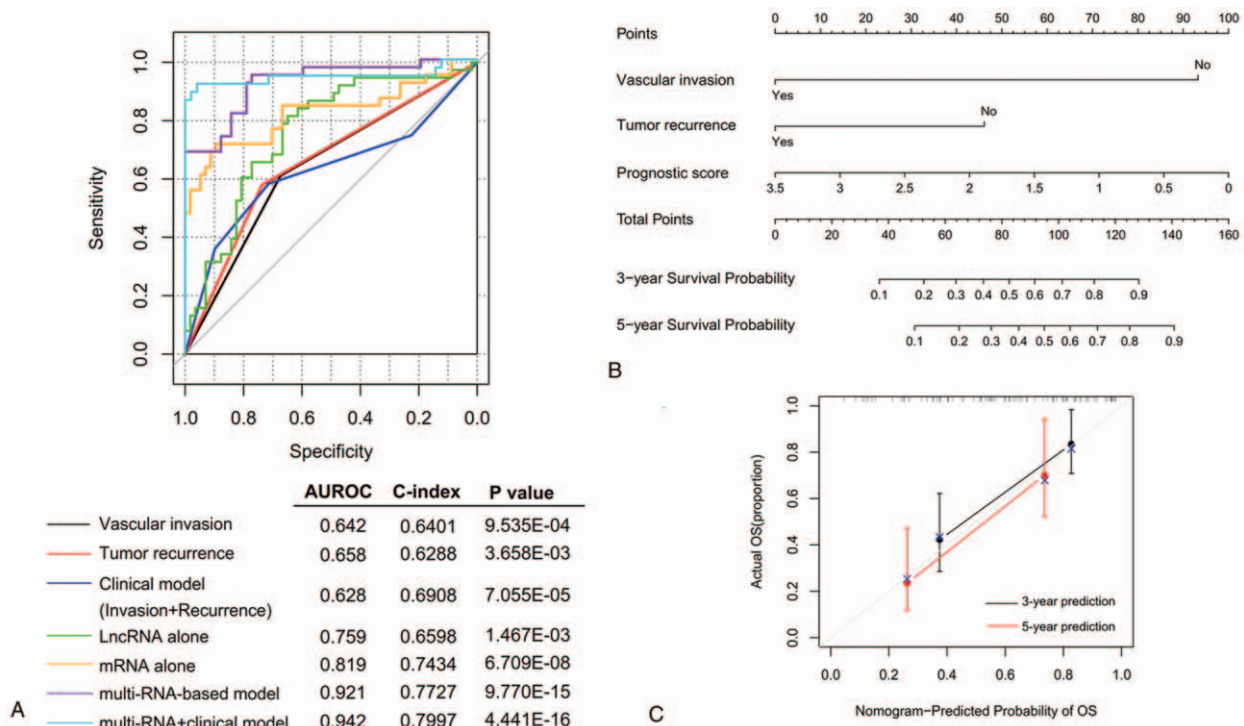 1.0
0.8
0.6
0.4
0.2
0.0
Sensitivity
1.0 0.8 0.6 0.4 0.2 0.0
Specificity
AUROC C-index P value
Vascular invasion 0.642 0.6401 9.535E-04
Tumor recurrence 0.658 0.6288 3.658E-03
Clinical model
(Invasion+Recurrence) 0.628 0.6908 7.055E-05
LncRNA alone 0.759 0.6598 1.467E-03
mRNA alone 0.819 0.7434 6.709E-08
multi-RNA-based model 0.921 0.7727 9.770E-15
multi-RNA+clinical model 0.942 0.7997 4.441E-16
A
0 10 20 30 40 50 60 70 80 90 100
Points
No
Vascular invasion
Yes
No
Tumor recurrence
Yes
Prognostic score
3.5 3 2.5 2 1.5 1 0.5 0
Total Points
0 20 40 60 80 100 120 140 160
3-year Survival Probability
0.1 0.2 0.3 0.4 0.5 0.6 0.7 0.8 0.9
5-year Survival Probability
0.1 0.2 0.3 0.4 0.5 0.6 0.7 0.8 0.9
B
1.0
0.8
0.6
0.4
0.2
0.0
Actual OS(proportion)
3-year prediction
5-year prediction
0.0 0.2 0.4 0.6 0.8 1.0
Nomogram-Predicted Probability of OS
C